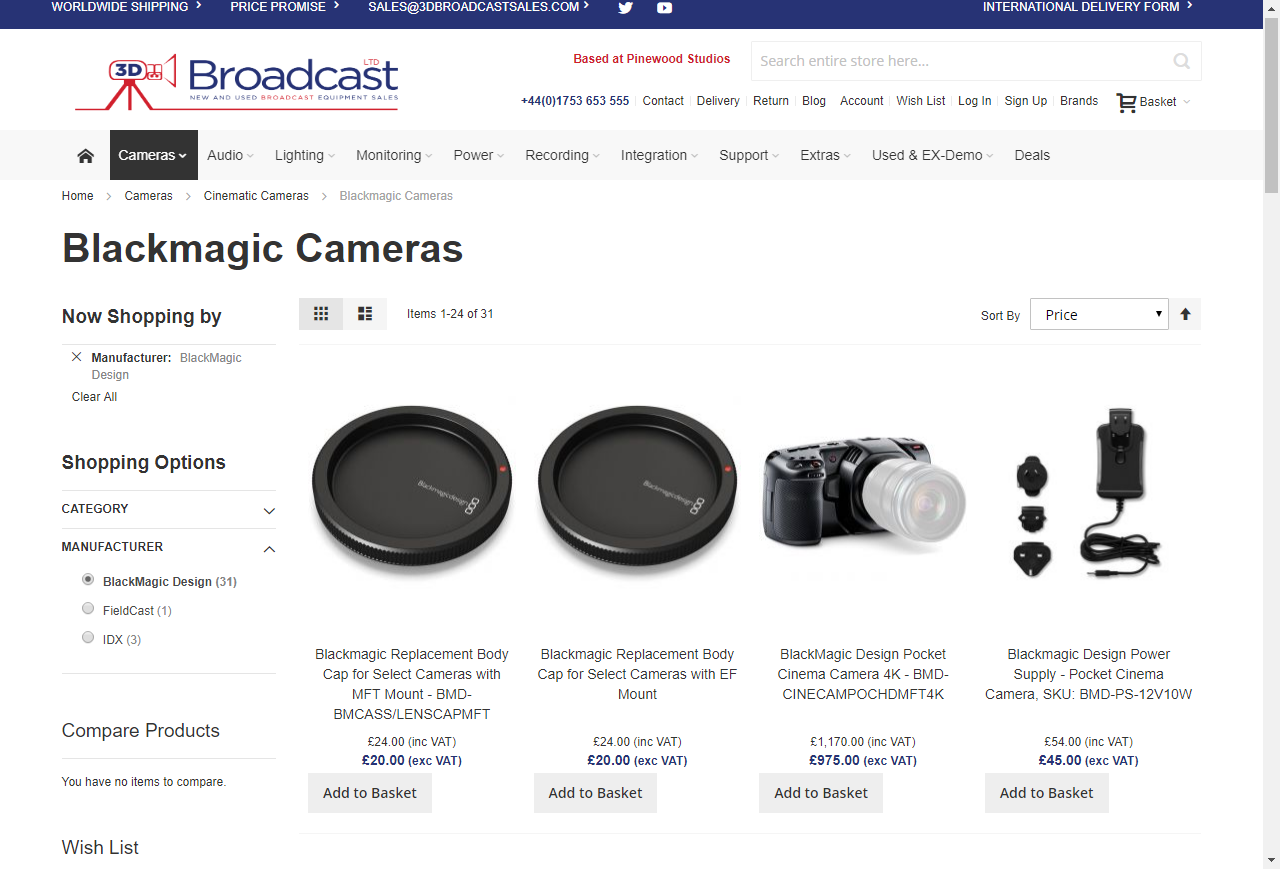 WORLDWIDE SHIPPING
PRICE PROMISE
SALES@3DBROADCASTSALES.COM
INTERNATIONAL DELIVERY FORM
3D Broadcast LTD
NEW AND USED BROADCAST EQUIPMENT SALES
Based at Pinewood Studios
Search entire store here...
+44(0)1753 653 555
Contact
Delivery
Return
Blog
Account
Wish List
Log In
Sign Up
Brands
Basket
Cameras
Audio
Lighting
Monitoring
Power
Recording
Integration
Support
Extras
Used & EX-Demo
Deals
Home
Cameras
Cinematic Cameras
Blackmagic Cameras
Blackmagic Cameras
Now Shopping by
Manufacturer: BlackMagic
Design
Clear All
Shopping Options
CATEGORY
MANUFACTURER
BlackMagic Design (31)
FieldCast (1)
IDX (3)
Compare Products
You have no items to compare.
Wish List
Items 1-24 of 31
Sort By
Price
Blackmagicdesign
Blackmagic Replacement Body
Cap for Select Cameras with
MFT Mount - BMD-
BMCASS/LENSCAPMFT
£24.00 (inc VAT)
£20.00 (exc VAT)
Add to Basket
Blackmagicdesign
Blackmagic Replacement Body
Cap for Select Cameras with EF
Mount
£24.00 (inc VAT)
£20.00 (exc VAT)
Add to Basket
BlackMagic Design Pocket
Cinema Camera 4K - BMD-
CINECAMPOCHDMFT4K
£1,170.00 (inc VAT)
£975.00 (exc VAT)
Add to Basket
Blackmagic Design Power
Supply - Pocket Cinema
Camera, SKU: BMD-PS-12V10W
£54.00 (inc VAT)
£45.00 (exc VAT)
Add to Basket